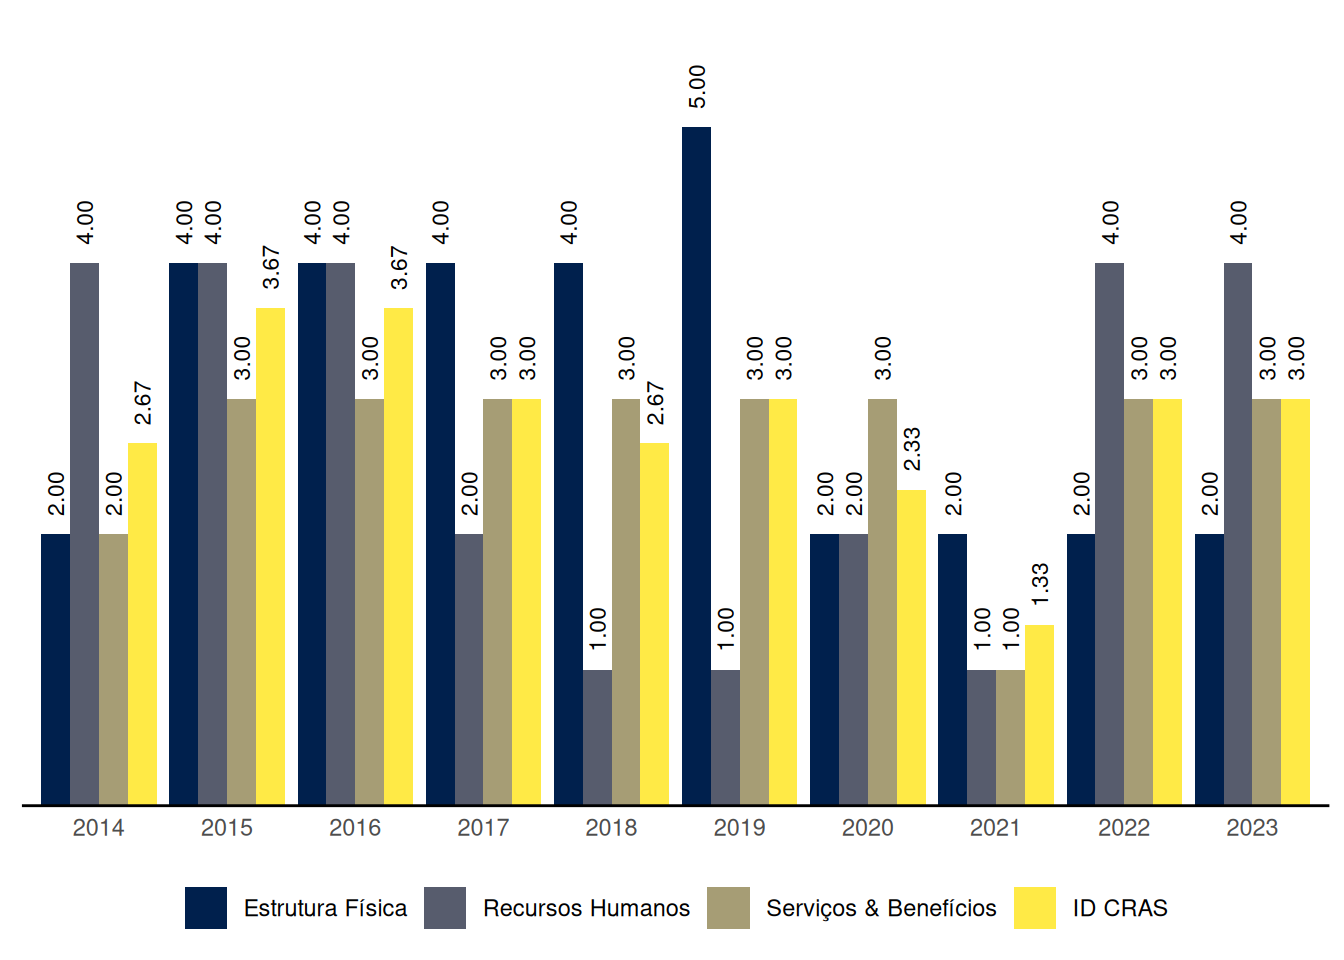 5.00
4.00 4.00 4.00 4.00 4.00 4.00 4.00 4.00 4.00
3.67 3.67
3.00 3.00 3.00 3.00 3.00 3.00 3.00 3.00 3.00 3.00 3.00 3.00
2.67 2.67
2.33
2.00 2.00 2.00 2.00 2.00 2.00 2.00 2.00
1.33
1.00 1.00 1.00 1.00
2014 2015 2016 2017 2018 2019 2020 2021 2022 2023
Estrutura Física Recursos Humanos Serviços & Benefícios ID CRAS